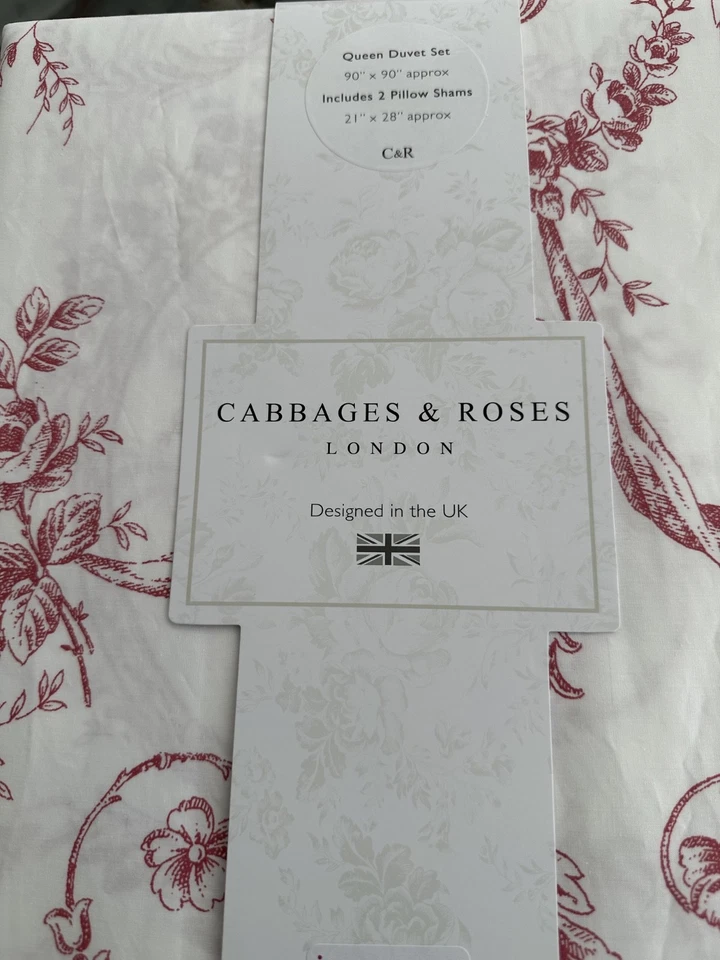 Queen Duvet Set
90" x 90" approx
Includes 2 Pillow Shams
21" x 28" approx
C&R
CABBAGES & ROSES
LONDON
Designed in the UK